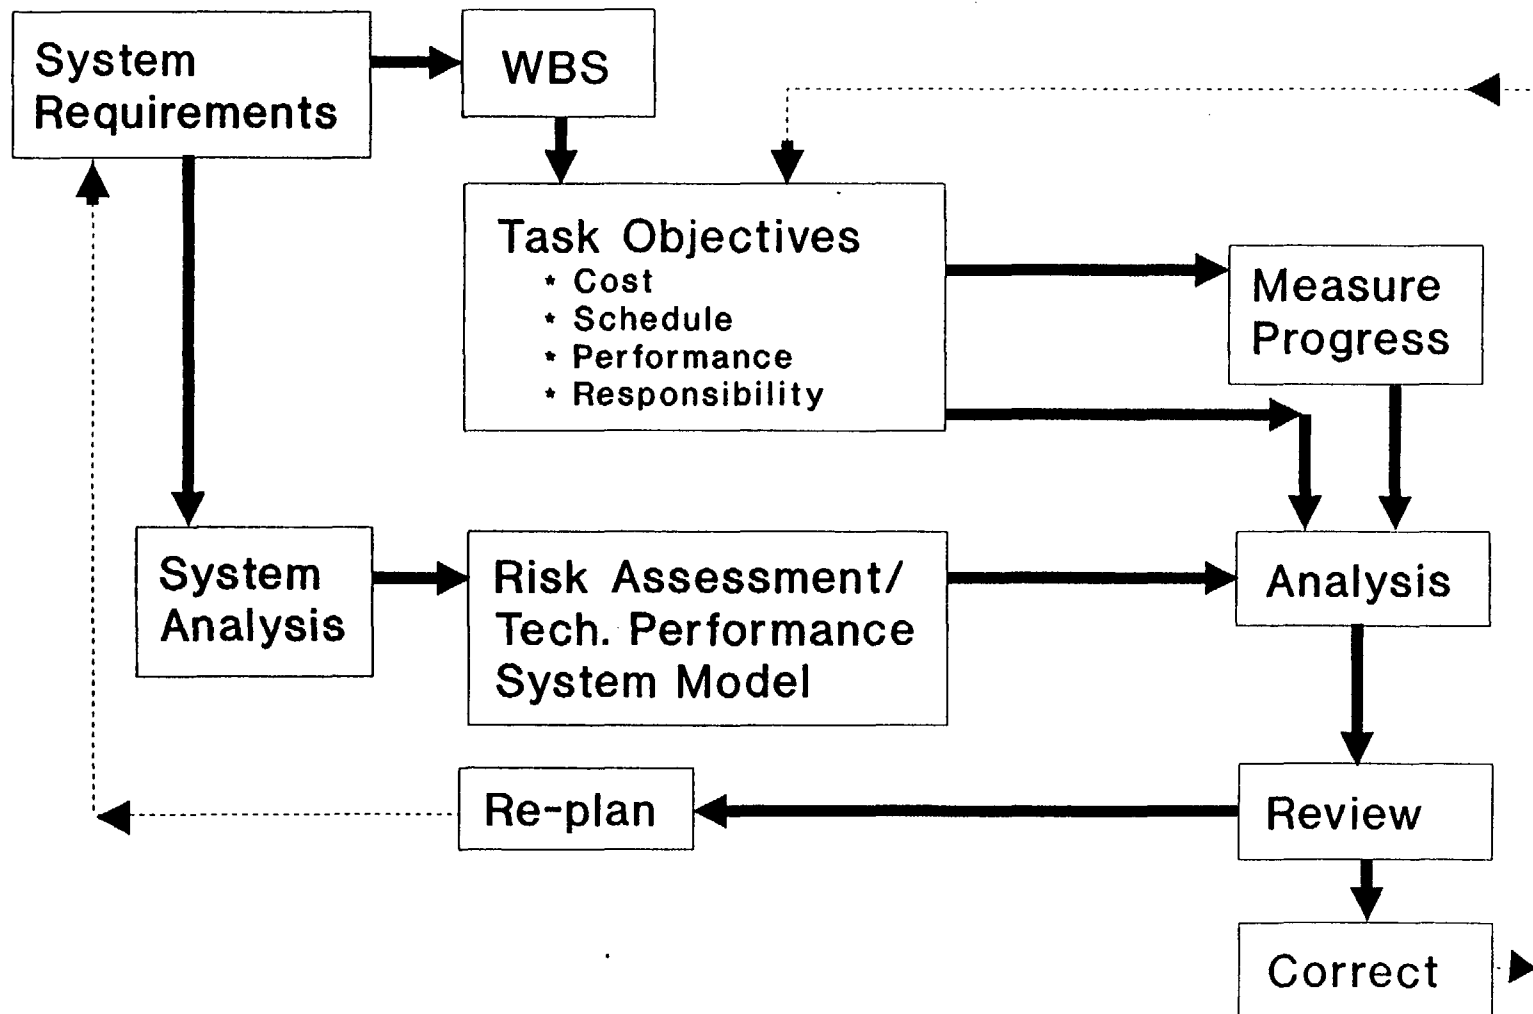 System
Requirements
WBS
Task Objectives
* Cost
* Schedule
* Performance
* Responsibility
Measure
Progress
System
Analysis
Risk Assessment/
Tech. Performance
System Model
Analysis
Re-plan
Review
Correct